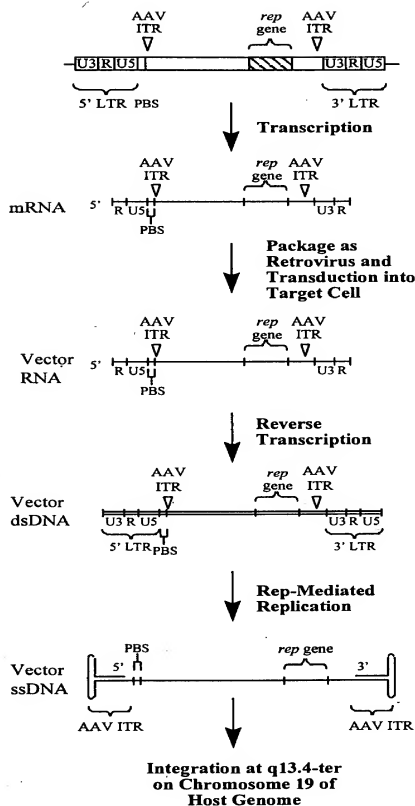 AAV
ITR
rep
gene
AAV
ITR
U3 R U5
U3 R U5
5' LTR PBS
3' LTR
Transcription
AAV
ITR
rep
gene
AAV
ITR
mRNA
5'
R U5
U3 R
PBS
Package as
Retrovirus and
Transduction into
Target Cell
AAV
ITR
rep
gene
AAV
ITR
Vector
RNA
5'
R U5
U3 R
PBS
Reverse
Transcription
AAV
ITR
rep
gene
AAV
ITR
Vector
dsDNA
U3 R U5
U3 R U5
5' LTR
PBS
3' LTR
Rep-Mediated
Replication
PBS
rep gene
Vector
ssDNA
5'
3'
AAV ITR
AAV ITR
Integration at q13.4-ter
on Chromosome 19 of
Host Genome